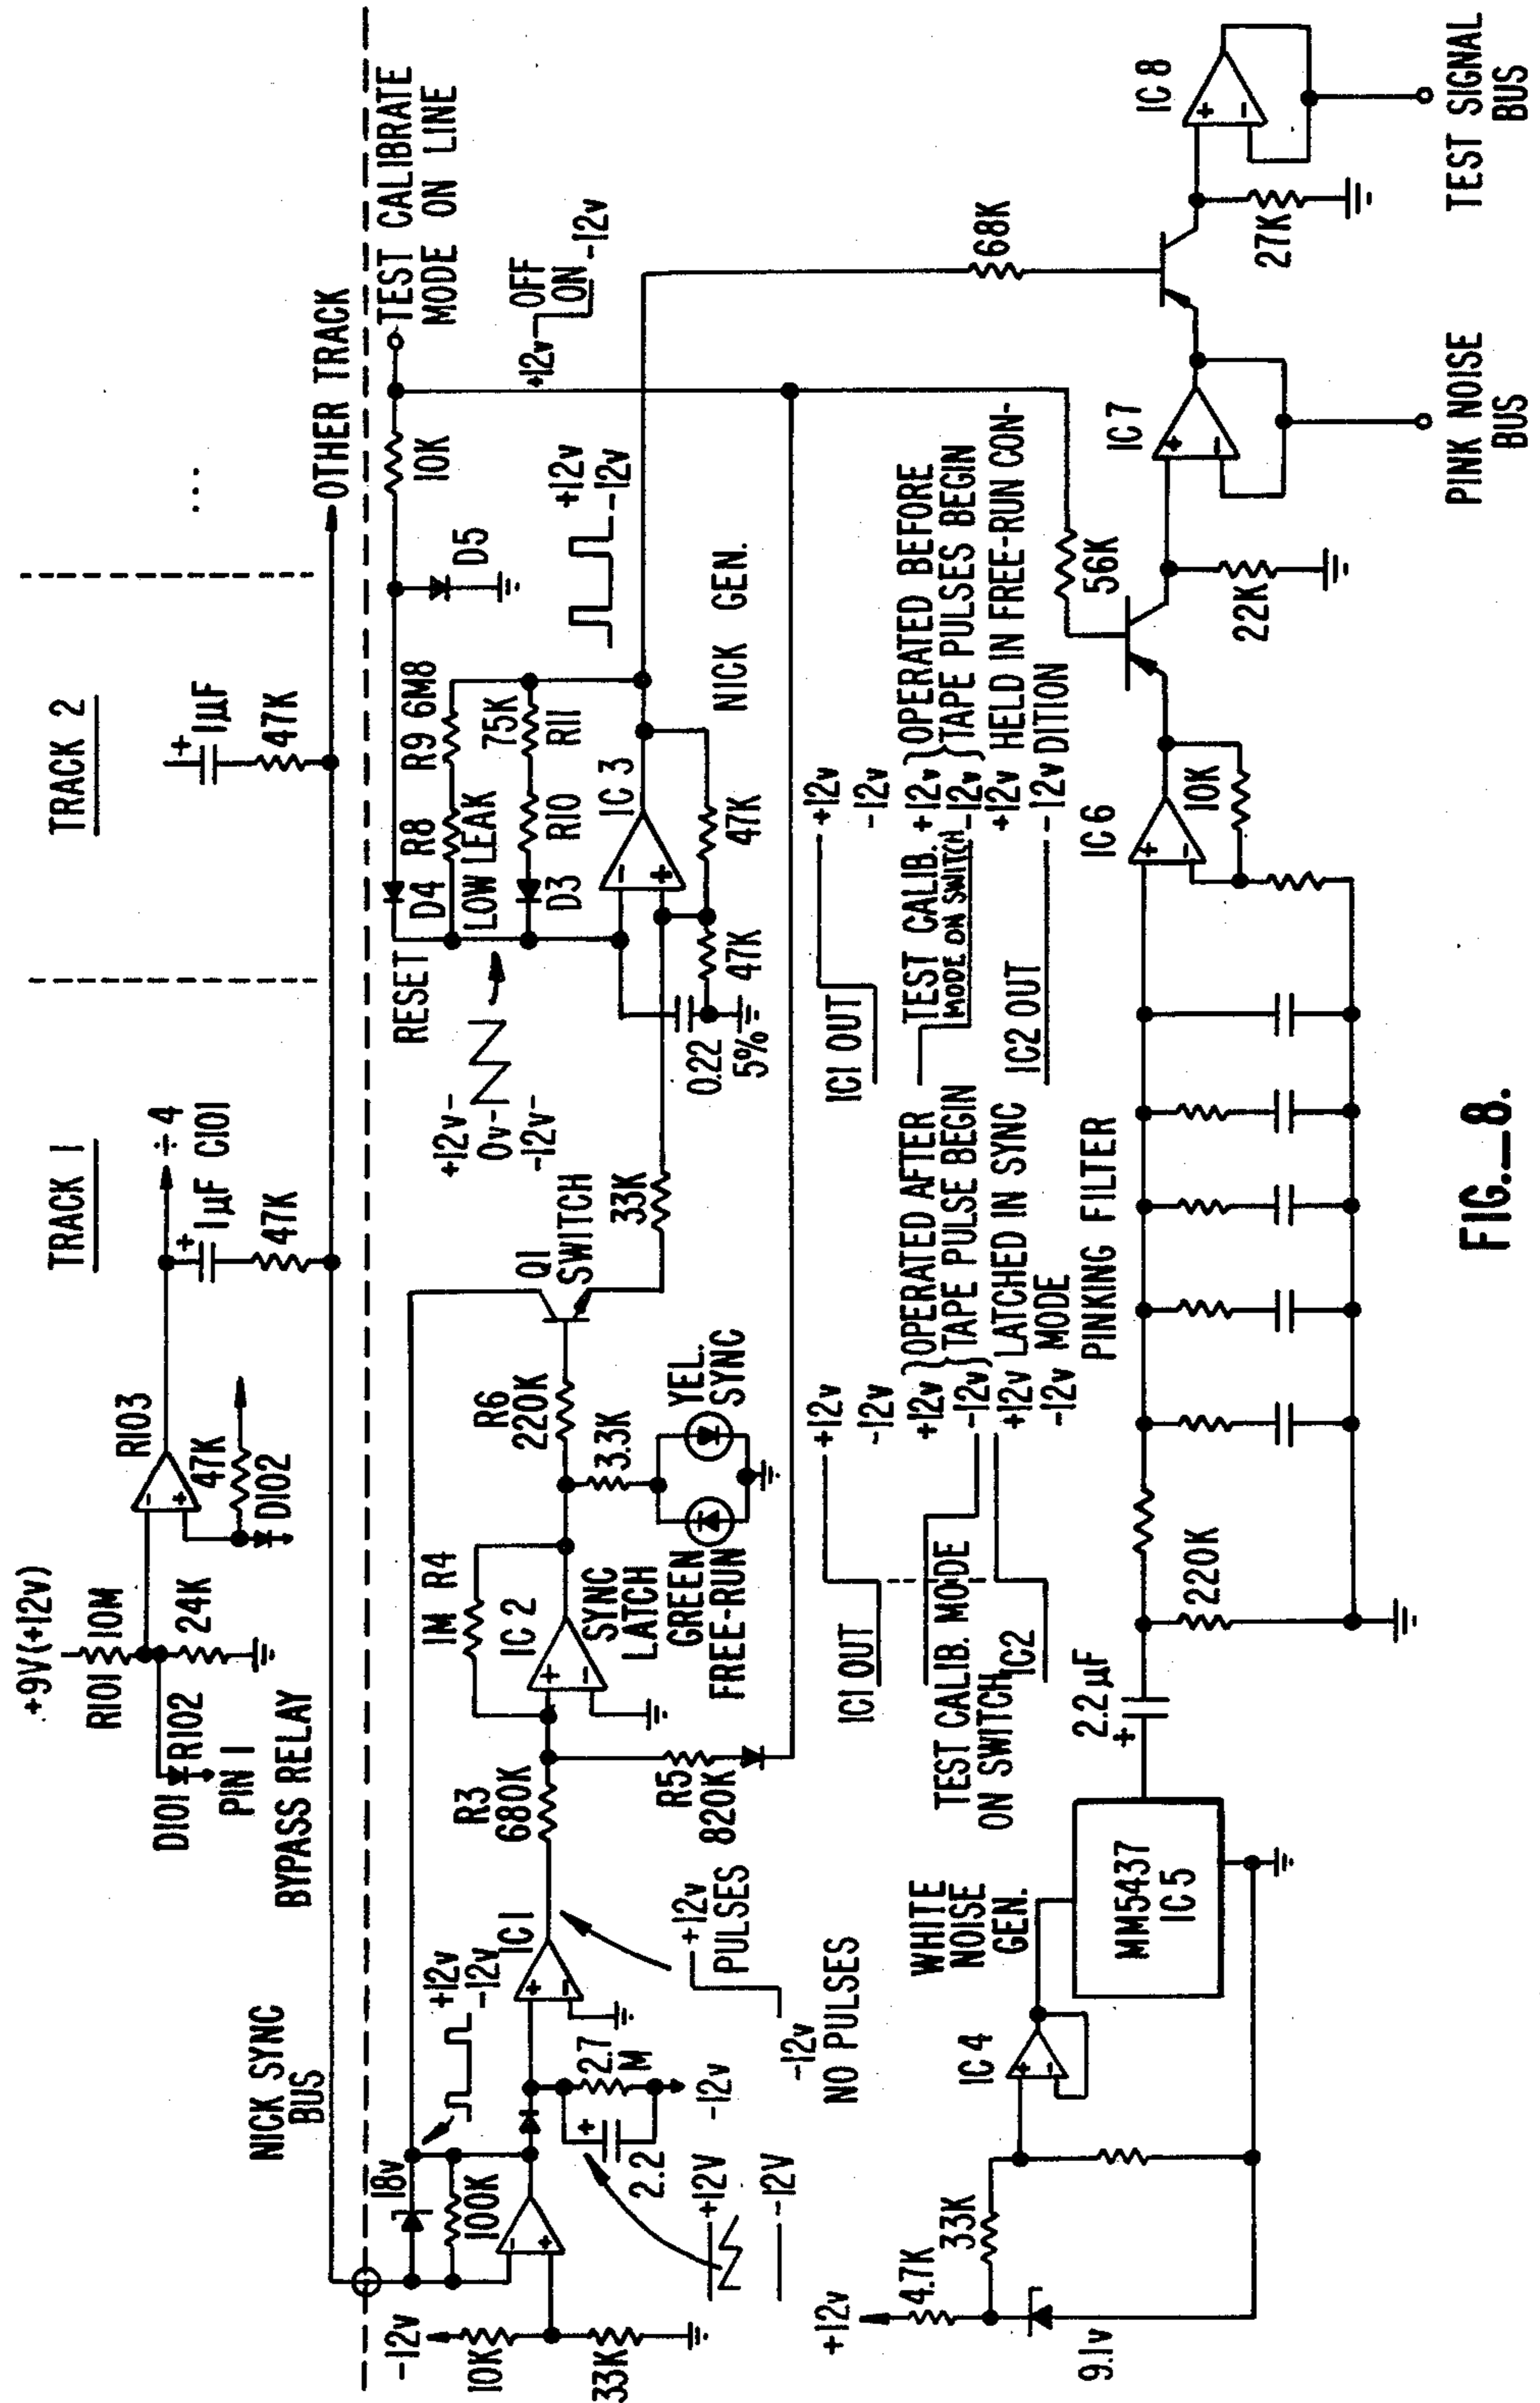 TRACK 1
TRACK 2
...
+9V(+12v)
R101
10M
24K
D101
R102
PIN 1
BYPASS RELAY
R103
47K
D102
÷ 4
1µF C101
47K
1µF
47K
OTHER TRACK
NICK SYNC
BUS
TEST CALIBRATE
MODE ON LINE
-12v
10K
33K
18v
100K
+12v
-12v
2.2
2.7
M
-12v
+12V
-12V
IC 1
+12v
PULSES
-12v
NO PULSES
R3
680K
R5
820K
1M R4
IC 2
SYNC
LATCH
GREEN
FREE-RUN
R6
220K
3.3K
YEL.
SYNC
Q1
SWITCH
33K
+12v
0v
-12v
RESET
D4
R8
R9 6M8
LOW LEAK
D3
R10
75K
R11
IC 3
0.22
5%
47K
47K
D5
10K
+12v
-12v
NICK GEN.
+12v
OFF
ON
-12v
68K
IC1 OUT
+12v
-12v
TEST CALIB. MODE
ON SWITCH
+12v
-12v
OPERATED AFTER
TAPE PULSE BEGIN
IC2
+12v
-12v
LATCHED IN SYNC
MODE
IC1 OUT
+12v
-12v
TEST CALIB.
MODE ON SWITCH
+12v
-12v
OPERATED BEFORE
TAPE PULSES BEGIN
IC2 OUT
+12v
-12v
HELD IN FREE-RUN CON-
DITION
+12v
4.7K
33K
9.1v
IC 4
WHITE
NOISE
GEN.
MM5437
IC 5
2.2 µF
220K
PINKING FILTER
IC 6
10K
56K
22K
IC 7
PINK NOISE
BUS
27K
IC 8
TEST SIGNAL
BUS
FIG._8.